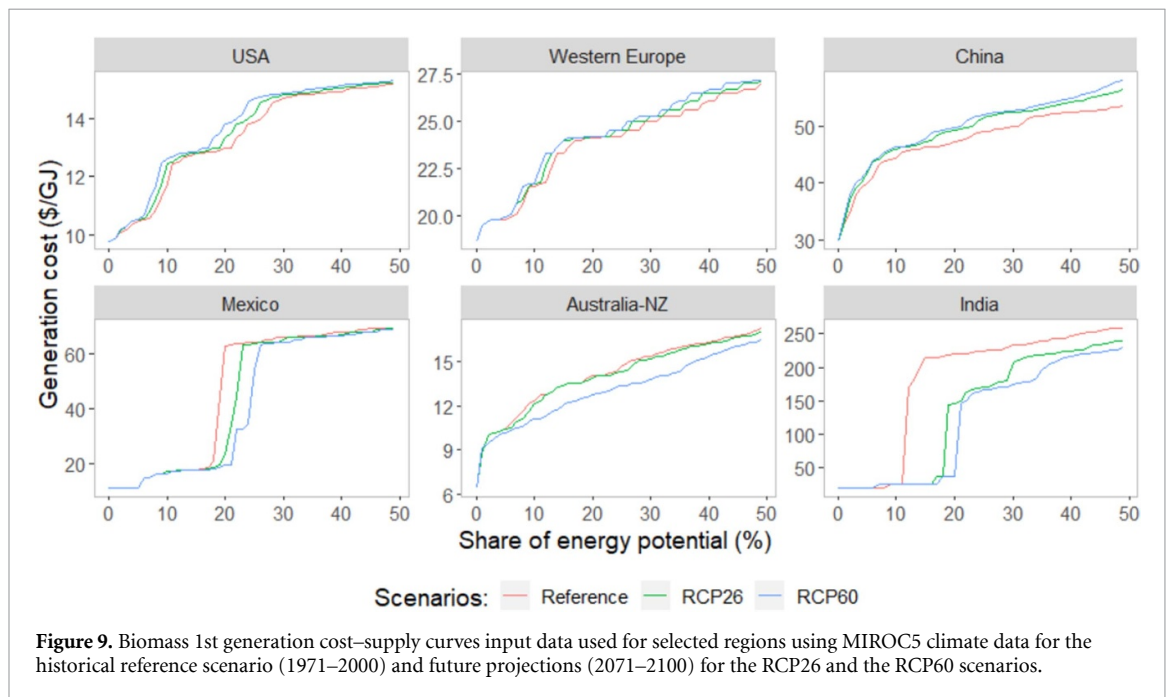 USA
Western Europe
China
14
12
10
27.5
25.0
22.5
20.0
50
40
30
0 10 20 30 40 50
0 10 20 30 40 50
0 10 20 30 40 50
Generation cost ($/GJ)
Mexico
Australia-NZ
India
60
40
20
15
12
9
6
250
200
150
100
50
0 10 20 30 40 50
0 10 20 30 40 50
0 10 20 30 40 50
Share of energy potential (%)
Scenarios: Reference RCP26 RCP60
Figure 9. Biomass 1st generation cost–supply curves input data used for selected regions using MIROC5 climate data for the
historical reference scenario (1971–2000) and future projections (2071–2100) for the RCP26 and the RCP60 scenarios.